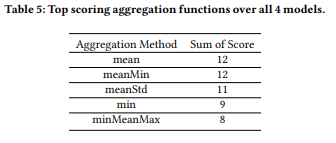 Table 5: Top scoring aggregation functions over all 4 models.
Aggregation Method Sum of Score
mean 12
meanMin 12
meanStd 11
min 9
minMeanMax 8